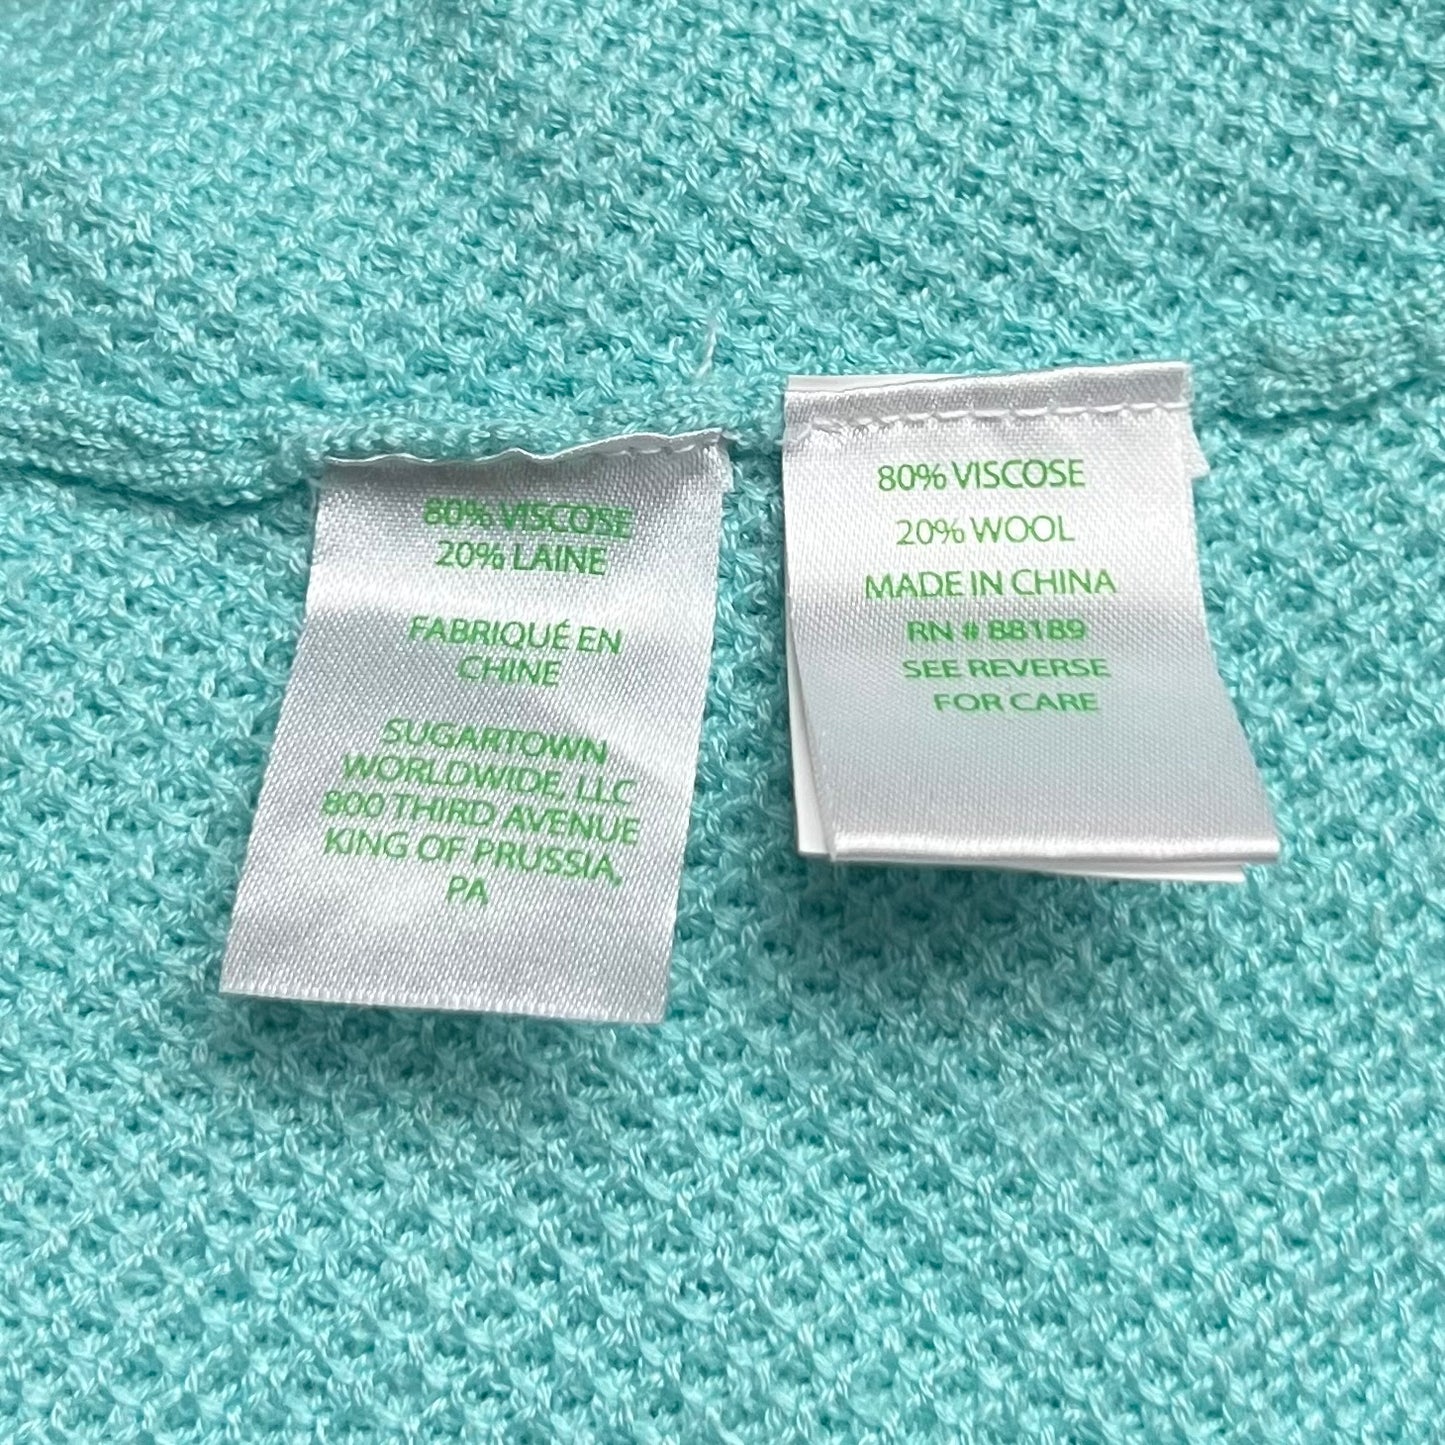 80% VISCOSE
20% LAINE
FABRIQUÉ EN
CHINE
SUGARTOWN
WORLDWIDE, LLC
800 THIRD AVENUE
KING OF PRUSSIA,
PA
80% VISCOSE
20% WOOL
MADE IN CHINA
RN # 88189
SEE REVERSE
FOR CARE